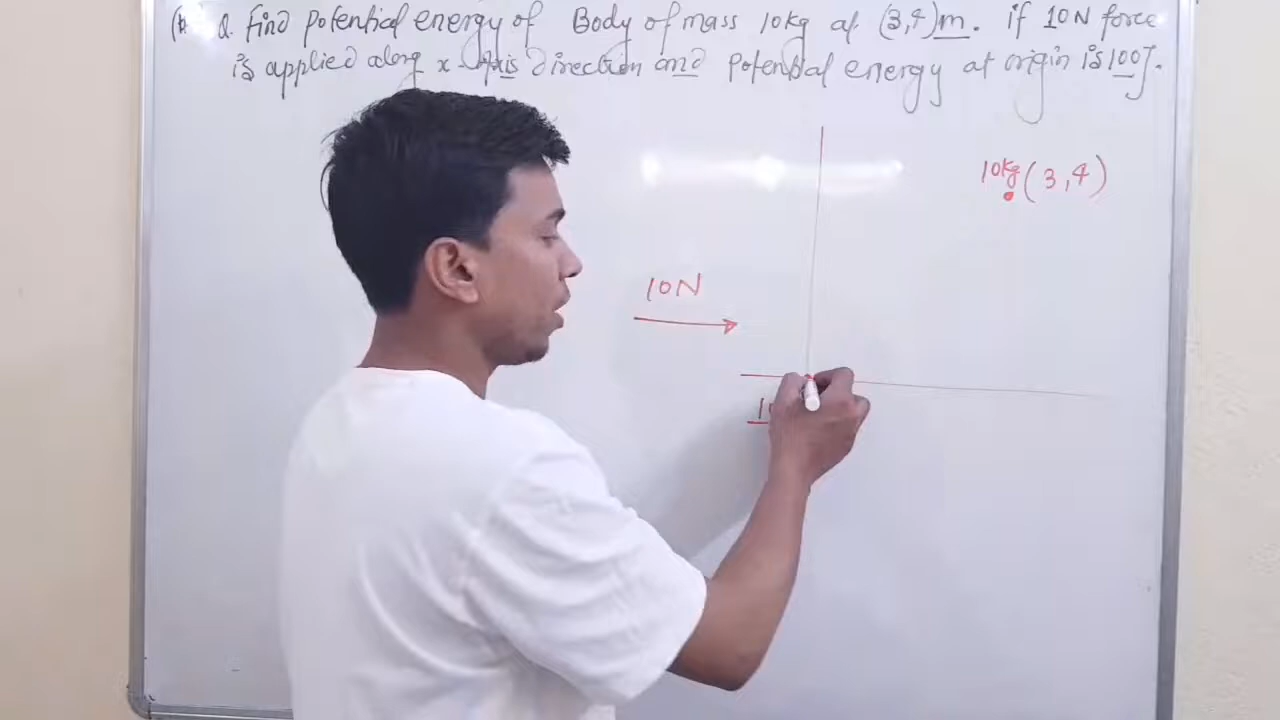 Q. Find potential energy of Body of mass 10kg at (3,4)m. if 10N force
is applied along x-Axis direction and potential energy at origin is 100J.
10kg (3,4)
10N